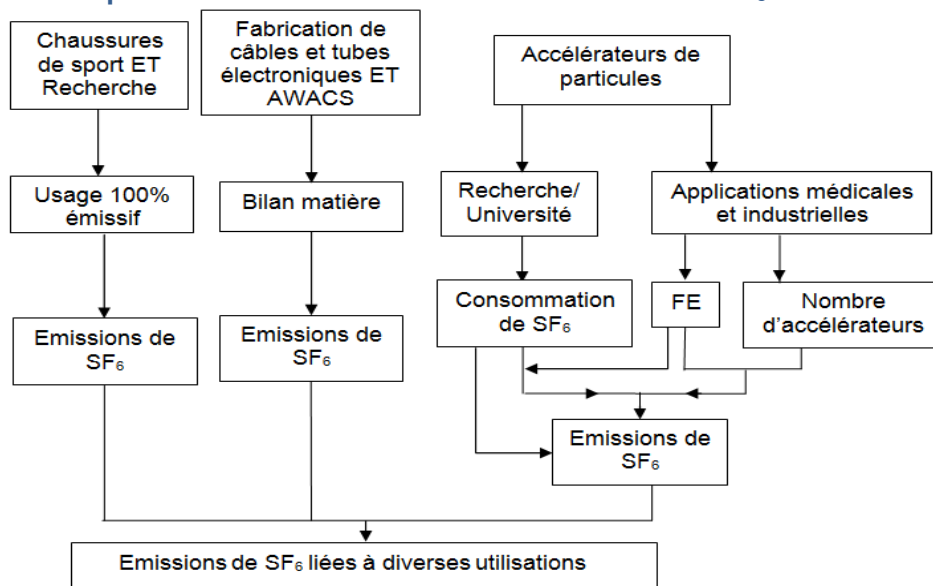 Chaussures
de sport ET
Recherche
Fabrication de
câbles et tubes
électroniques ET
AWACS
Accélérateurs de
particules
Usage 100%
émissif
Bilan matière
Recherche/
Université
Applications médicales
et industrielles
Emissions de
SF₆
Emissions de
SF₆
Consommation
de SF₆
FE
Nombre
d'accélérateurs
Emissions de
SF₆
Emissions de SF₆ liées à diverses utilisations